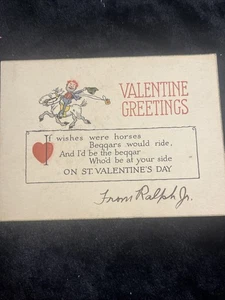 VALENTINE
GREETINGS
If wishes were horses
Beggars would ride,
And I'd be the beggar
Who'd be at your side
ON ST. VALENTINE'S DAY
From Ralph Jr.